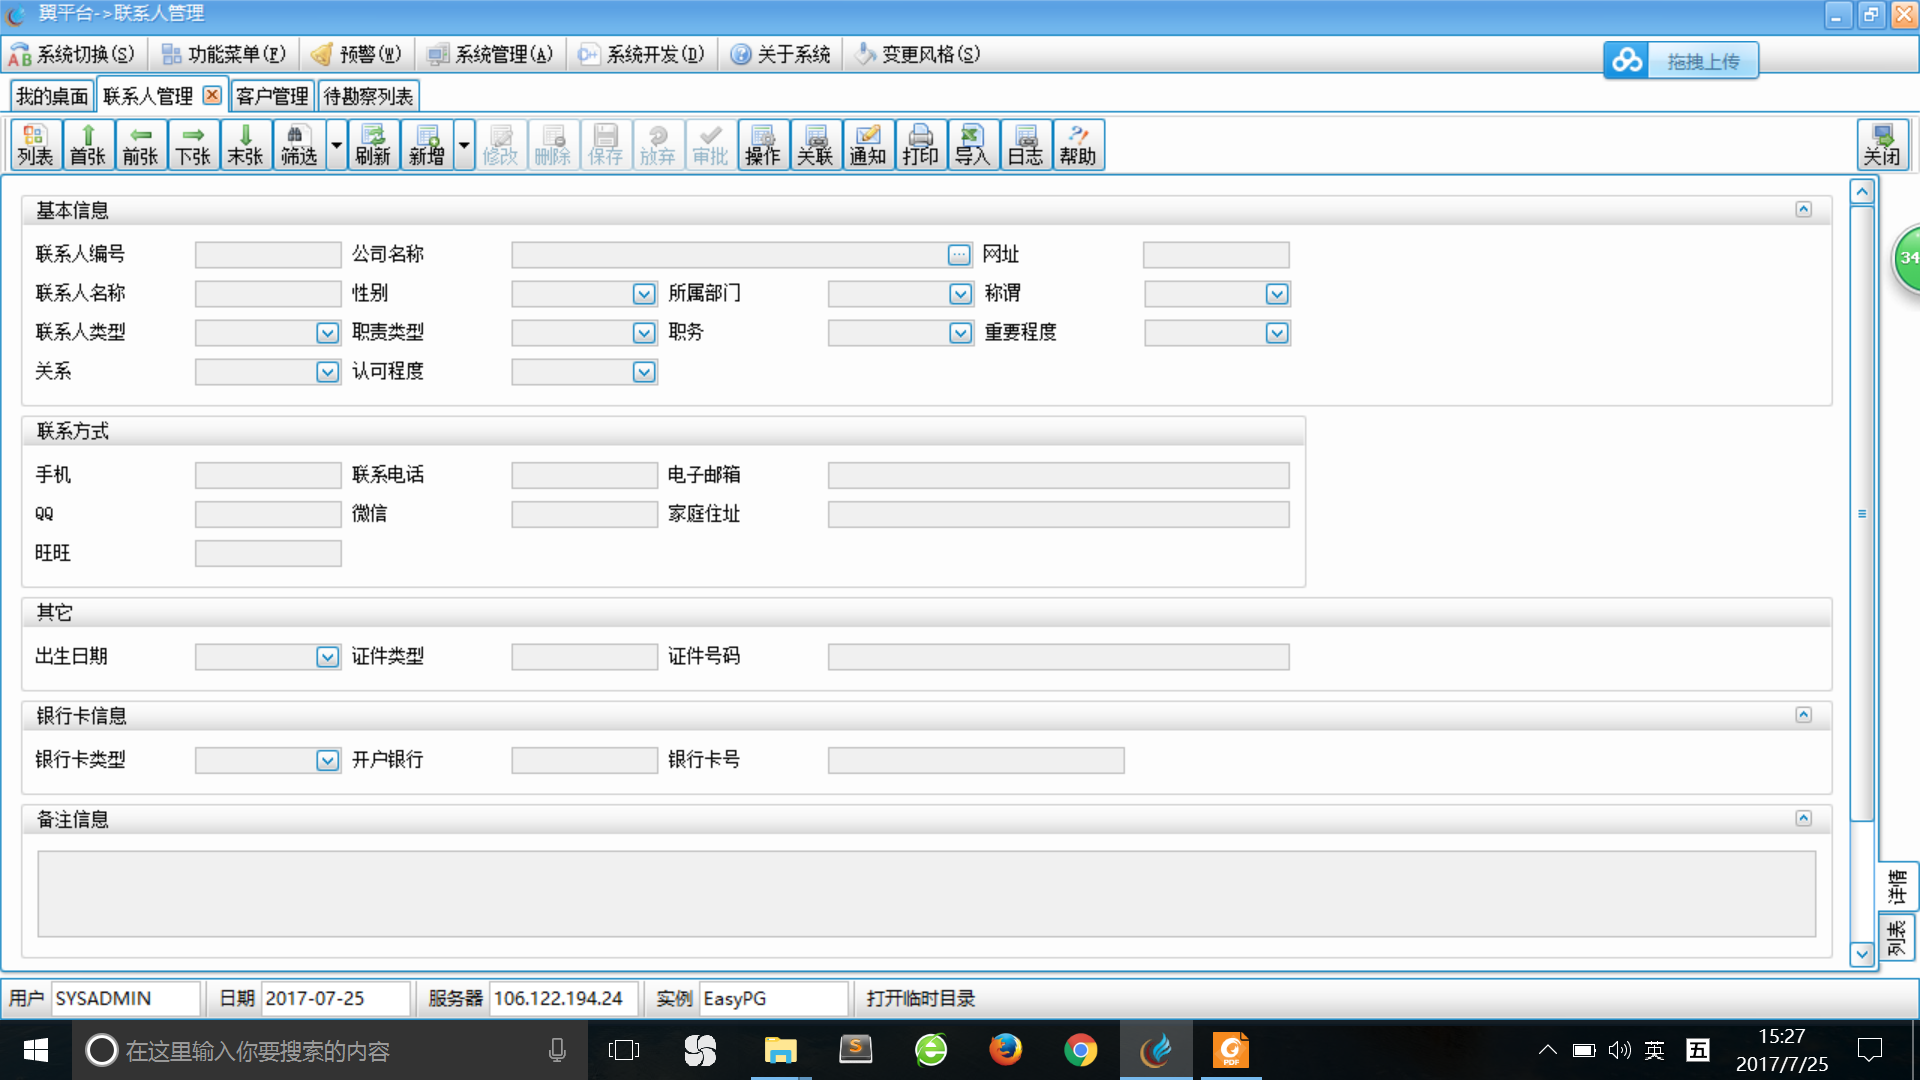 翼平台->联系人管理
系统切换(S) 功能菜单(F) 预警(W) 系统管理(A) 系统开发(D) 关于系统 变更风格(S) 拖拽上传
我的桌面 联系人管理 客户管理 待勘察列表
列表 首张 前张 下张 末张 筛选 刷新 新增 修改 删除 保存 放弃 审批 操作 关联 通知 打印 导入 日志 帮助 关闭
基本信息
联系人编号 公司名称 网址
联系人名称 性别 所属部门 称谓
联系人类型 职责类型 职务 重要程度
关系 认可程度
34
联系方式
手机 联系电话 电子邮箱
QQ 微信 家庭住址
旺旺
其它
出生日期 证件类型 证件号码
银行卡信息
银行卡类型 开户银行 银行卡号
备注信息
详情
列表
用户 SYSADMIN 日期 2017-07-25 服务器 106.122.194.24 实例 EasyPG 打开临时目录
在这里输入你要搜索的内容
S
PDF
英 五
15:27
2017/7/25